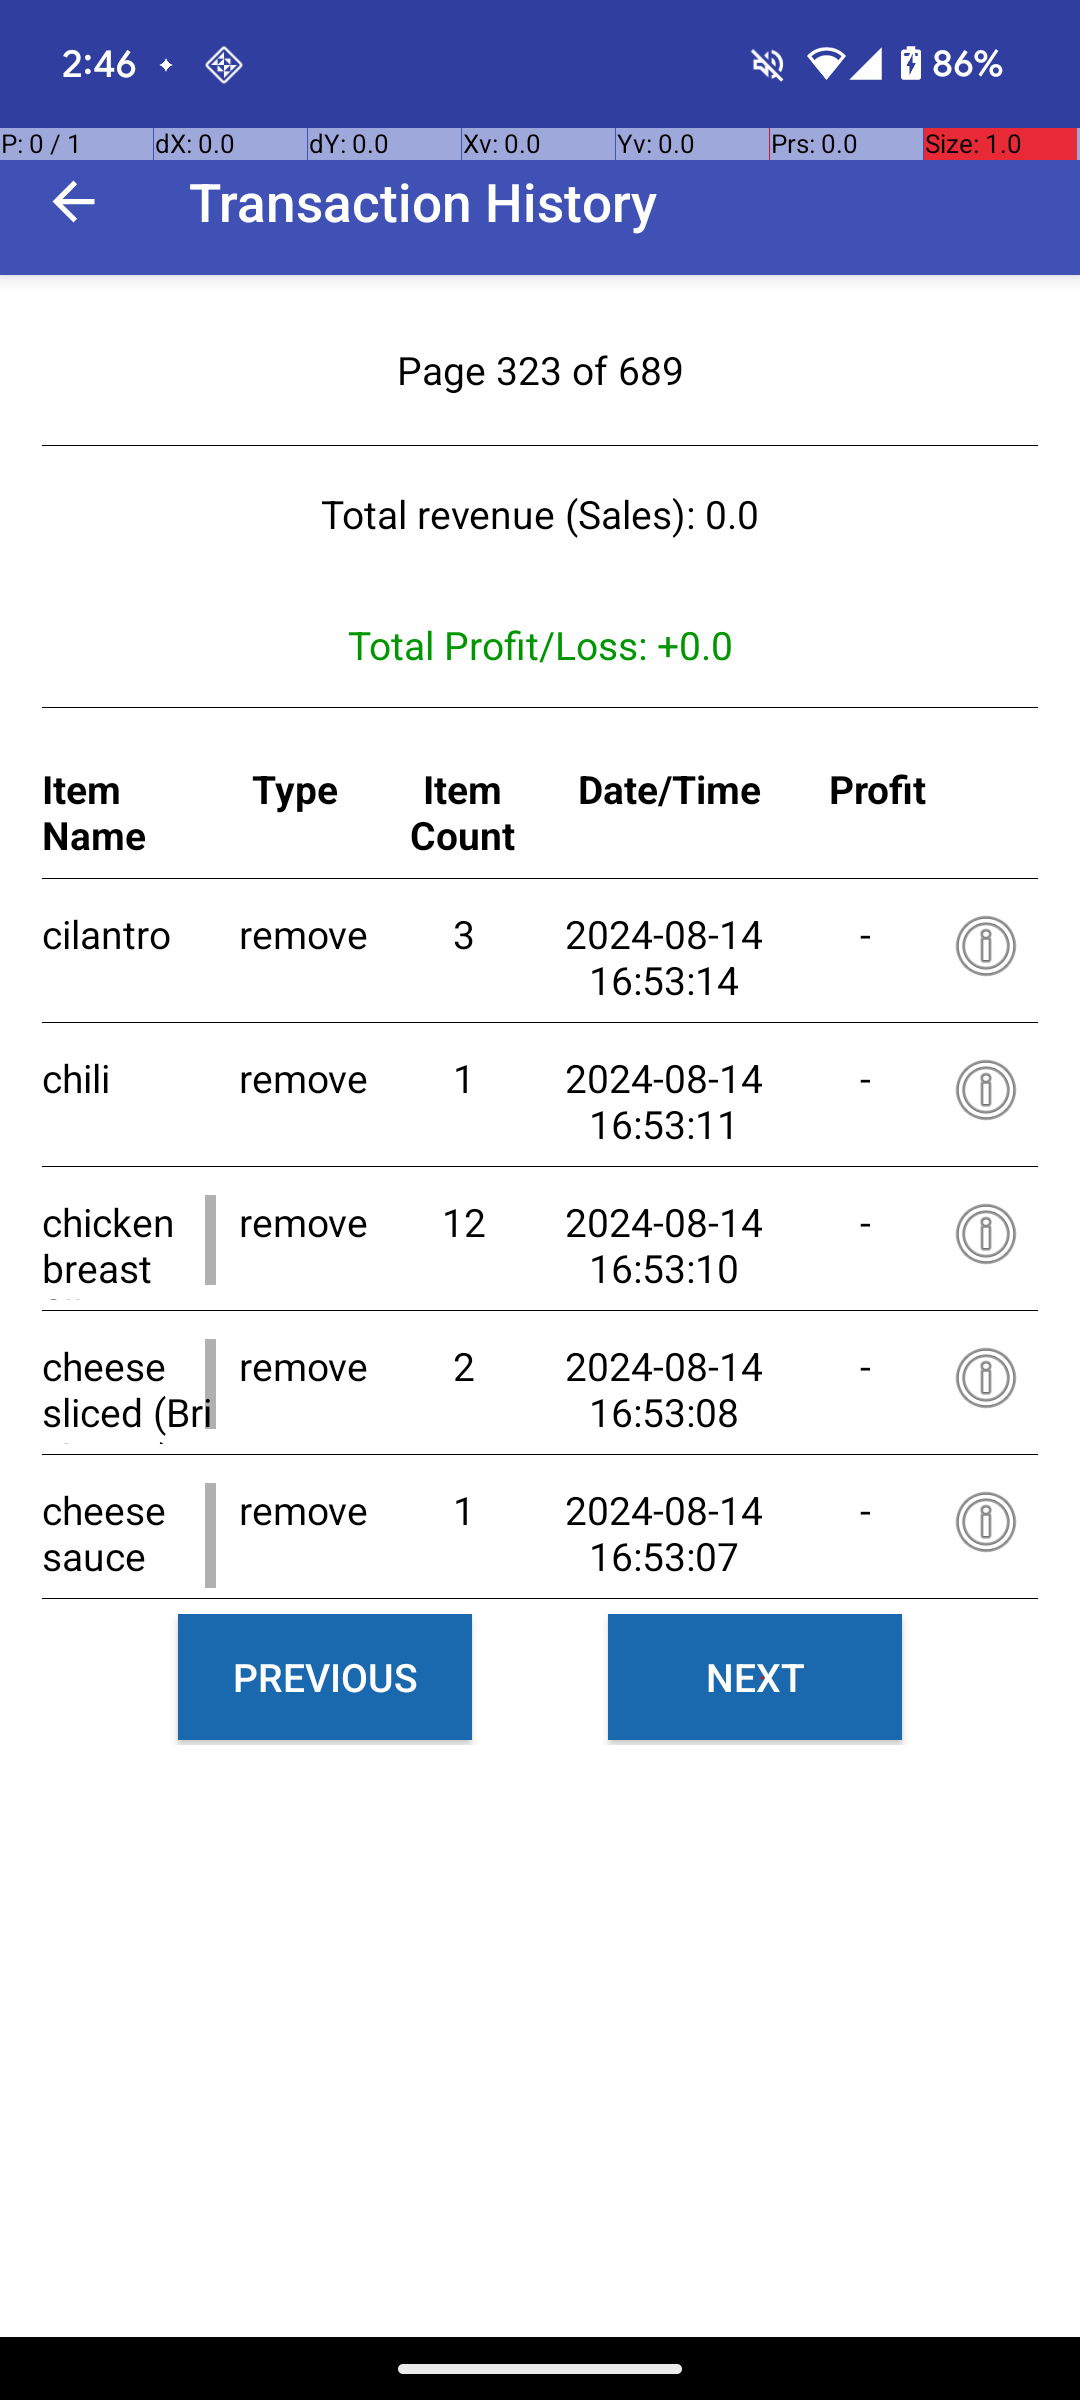 2:46
86%
P: 0 / 1 dX: 0.0 dY: 0.0 Xv: 0.0 Yv: 0.0 Prs: 0.0 Size: 1.0
Transaction History
Page 323 of 689
Total revenue (Sales): 0.0
Total Profit/Loss: +0.0
Item Name Type Item Count Date/Time Profit
cilantro remove 3 2024-08-14 16:53:14 -
chili remove 1 2024-08-14 16:53:11 -
chicken breast remove 12 2024-08-14 16:53:10 -
cheese sliced (Bri remove 2 2024-08-14 16:53:08 -
cheese sauce remove 1 2024-08-14 16:53:07 -
PREVIOUS NEXT